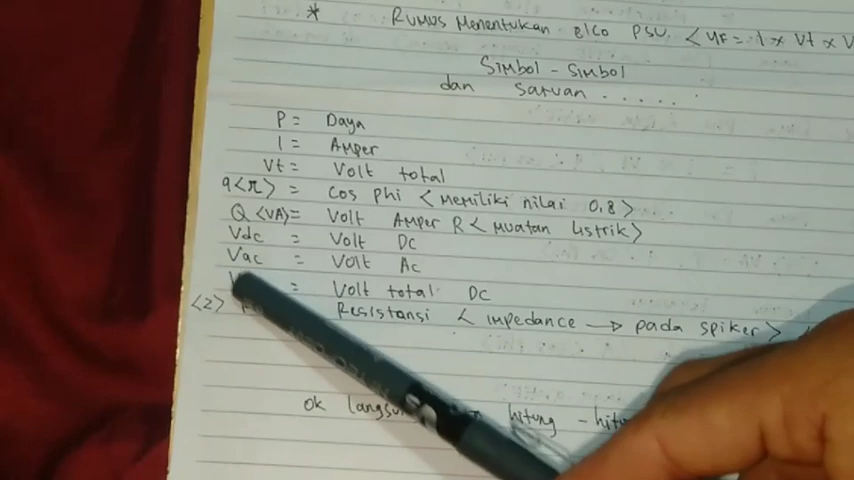 * Rumus Menentukan elco PSU < μF = 1 x Vt x V
Simbol - Simbol
dan satuan .....
P = Daya
I = Amper
Vt = Volt total
q<π> = cos phi < Memiliki nilai 0,8 >
Q <VA> = Volt Amper R < Muatan Listrik >
Vdc = Volt DC
Vac = Volt Ac
= Volt total DC
<z> Resistansi < impedance → pada spiker >
ok hitung -